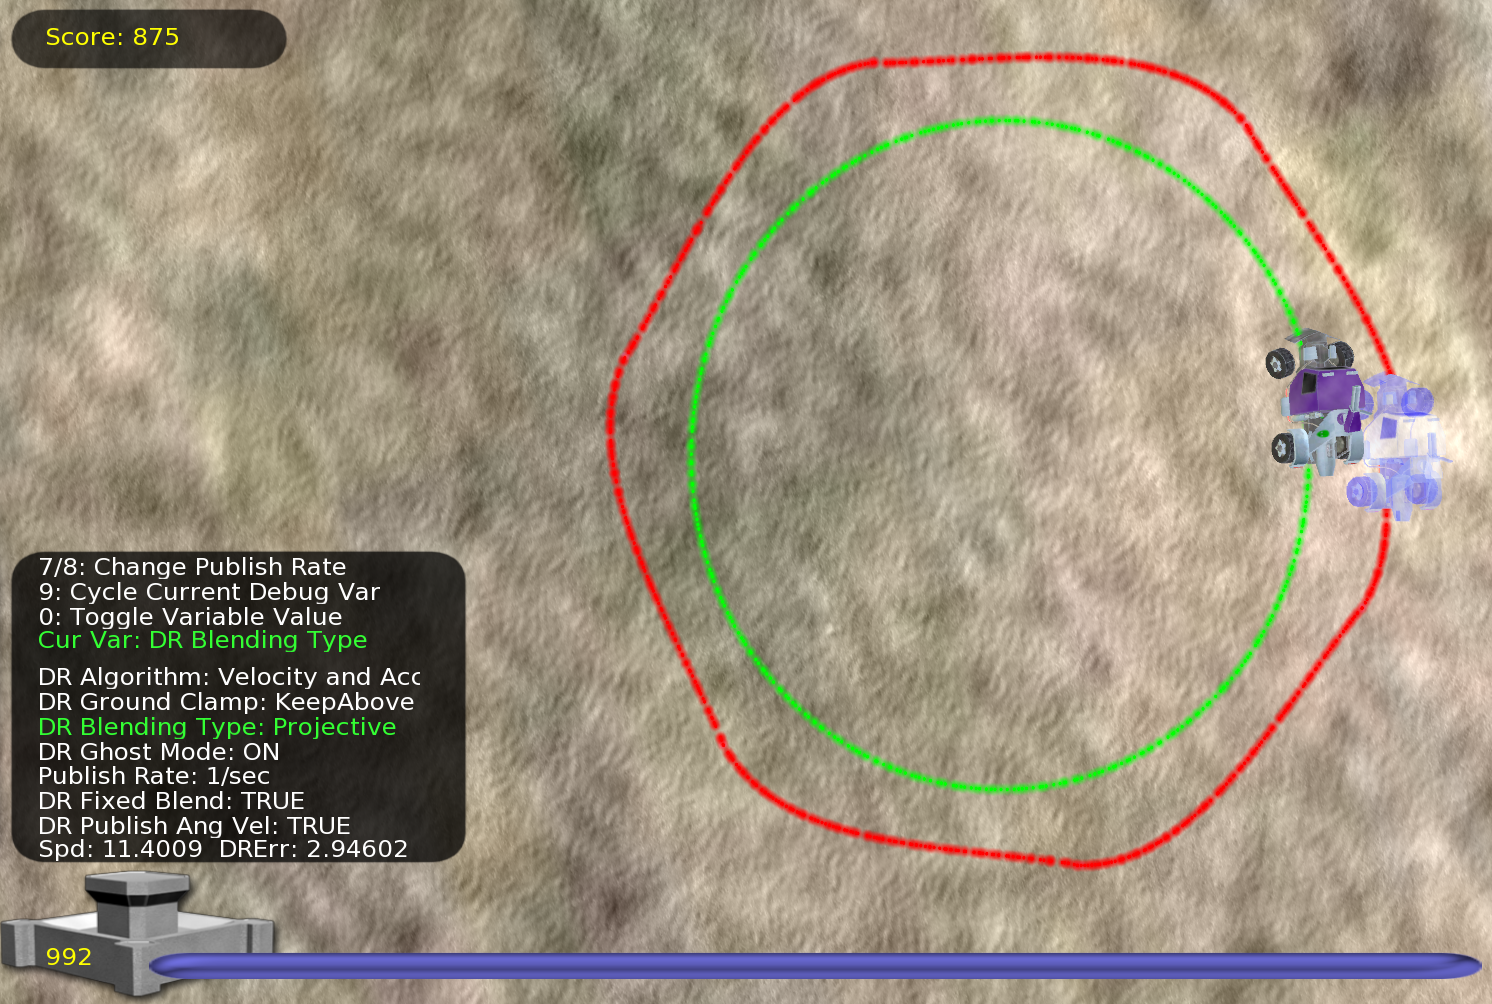 Score: 875
7/8: Change Publish Rate
9: Cycle Current Debug Var
0: Toggle Variable Value
Cur Var: DR Blending Type
DR Algorithm: Velocity and Acc
DR Ground Clamp: KeepAbove
DR Blending Type: Projective
DR Ghost Mode: ON
Publish Rate: 1/sec
DR Fixed Blend: TRUE
DR Publish Ang Vel: TRUE
Spd: 11.4009 DRErr: 2.94602
992